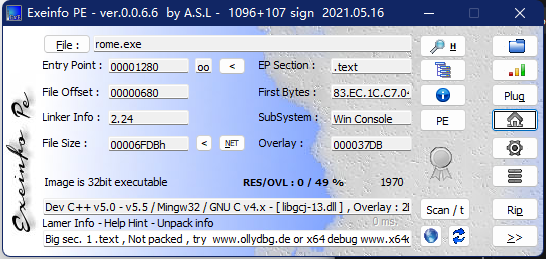 Exeinfo PE - ver.0.0.6.6 by A.S.L - 1096+107 sign 2021.05.16
File : rome.exe
Entry Point : 00001280 oo < EP Section : .text
File Offset : 00000680 First Bytes : 83.EC.1C.C7.04
Linker Info : 2.24 SubSystem : Win Console
File Size : 00006FDBh < NET Overlay : 000037DB
Image is 32bit executable RES/OVL : 0 / 49 % 1970
Dev C++ v5.0 - v5.5 / Mingw32 / GNU C v4.x - [ libgcj-13.dll ] , Overlay :
Lamer Info - Help Hint - Unpack info 0 ms.
Big sec. 1 .text , Not packed , try www.ollydbg.de or x64 debug www.x64
H
Plug
PE
Scan / t
Rip
>>
Exeinfo Pe